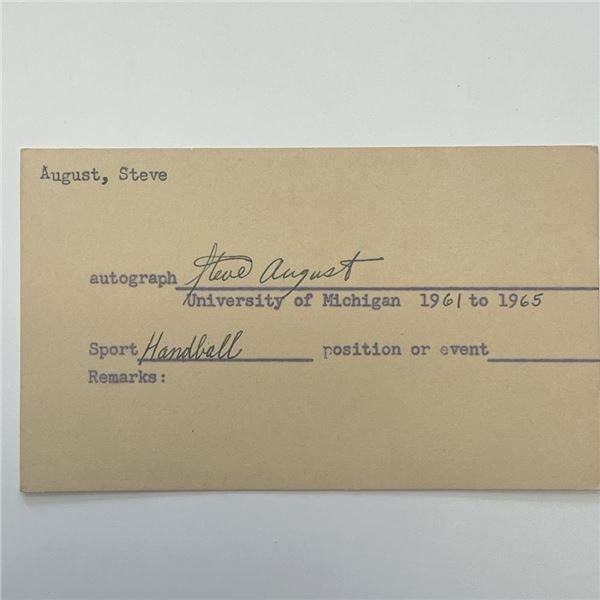 August, Steve
autograph Steve August
University of Michigan 1961 to 1965
Sport Handball position or event
Remarks: